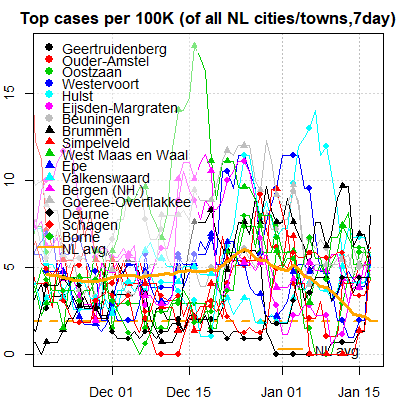 Top cases per 100K (of all NL cities/towns,7day)
Geertruidenberg
Ouder-Amstel
Oostzaan
Westervoort
Hulst
Eijsden-Margraten
Beuningen
Brummen
Simpelveld
West Maas en Waal
Epe
Valkenswaard
Bergen (NH.)
Goeree-Overflakkee
Deurne
Schagen
Borne
NL avg
NL avg
0
5
10
15
Dec 01
Dec 15
Jan 01
Jan 15